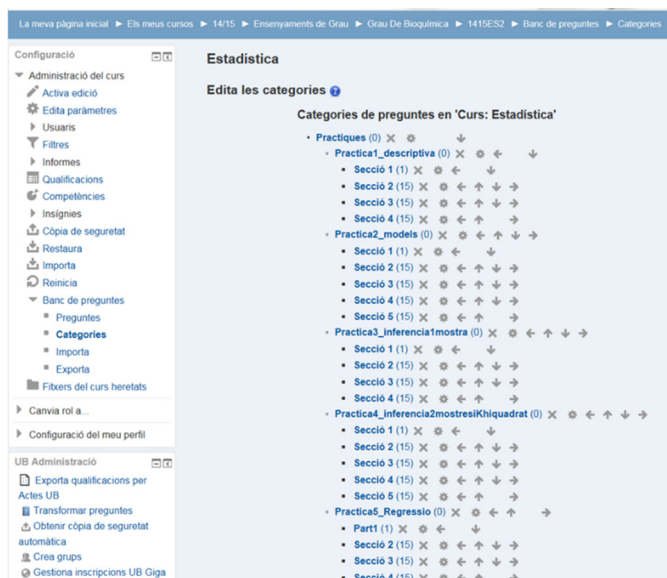 La meva pàgina inicial ► Els meus cursos ► 14/15 ► Ensenyaments de Grau ► Grau De Bioquímica ► 1415ES2 ► Banc de preguntes ► Categories
Configuració
Administració del curs
Activa edició
Edita paràmetres
Usuaris
Filtres
Informes
Qualificacions
Competències
Insígnies
Còpia de seguretat
Restaura
Importa
Reinicia
Banc de preguntes
Preguntes
Categories
Importa
Exporta
Fitxers del curs heretats
Canvia rol a...
Configuració del meu perfil
UB Administració
Exporta qualificacions per
Actes UB
Transformar preguntes
Obtenir còpia de seguretat
automàtica
Crea grups
Gestiona inscripcions UB Giga
Estadística
Edita les categories
Categories de preguntes en 'Curs: Estadística'
Practiques (0)
Practica1_descriptiva (0)
Secció 1 (1)
Secció 2 (15)
Secció 3 (15)
Secció 4 (15)
Practica2_models (0)
Secció 1 (1)
Secció 2 (15)
Secció 3 (15)
Secció 4 (15)
Secció 5 (15)
Practica3_inferencia1mostra (0)
Secció 1 (1)
Secció 2 (15)
Secció 3 (15)
Secció 4 (15)
Practica4_inferencia2mostresiKhiquadrat (0)
Secció 1 (1)
Secció 2 (15)
Secció 3 (15)
Secció 4 (15)
Secció 5 (15)
Practica5_Regressio (0)
Part1 (1)
Secció 2 (15)
Secció 3 (15)
Secció 4 (15)